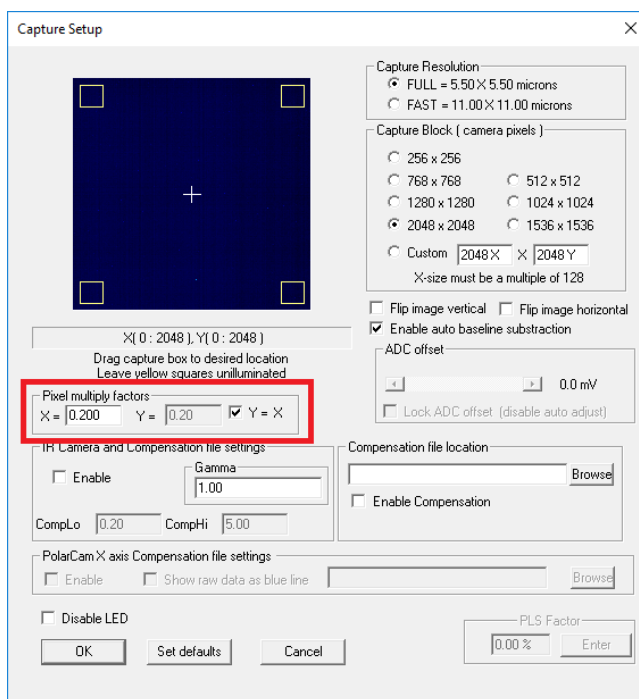 Capture Setup
X( 0 : 2048 ), Y( 0 : 2048 )
Drag capture box to desired location
Leave yellow squares unilluminated
Capture Resolution
FULL = 5.50 X 5.50 microns
FAST = 11.00 X 11.00 microns
Capture Block ( camera pixels )
256 x 256
768 x 768 512 x 512
1280 x 1280 1024 x 1024
2048 x 2048 1536 x 1536
Custom 2048 X X 2048 Y
X-size must be a multiple of 128
Flip image vertical Flip image horizontal
Enable auto baseline substraction
ADC offset
0.0 mV
Lock ADC offset (disable auto adjust)
Pixel multiply factors
X = 0.200 Y = 0.20 Y = X
IR Camera and Compensation file settings
Enable
Gamma
1.00
CompLo 0.20 CompHi 5.00
Compensation file location
Browse
Enable Compensation
PolarCam X axis Compensation file settings
Enable Show raw data as blue line Browse
Disable LED
OK Set defaults Cancel
PLS Factor
0.00 % Enter